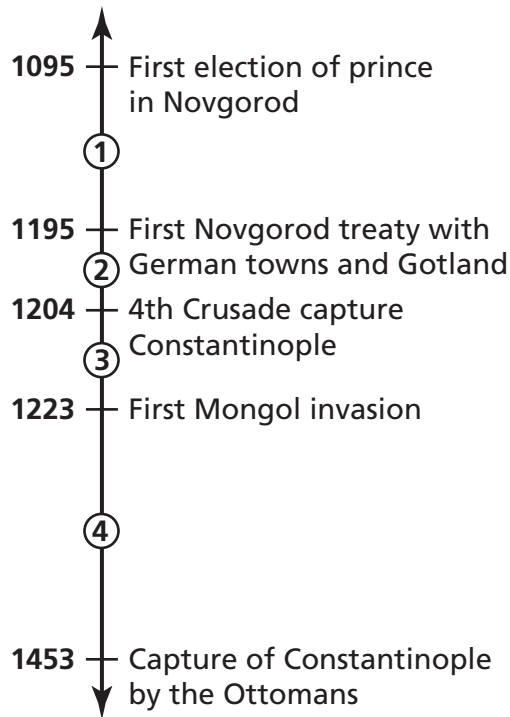 1095 First election of prince
in Novgorod
1
1195 First Novgorod treaty with
2 German towns and Gotland
1204 4th Crusade capture
Constantinople
3
1223 First Mongol invasion
4
1453 Capture of Constantinople
by the Ottomans